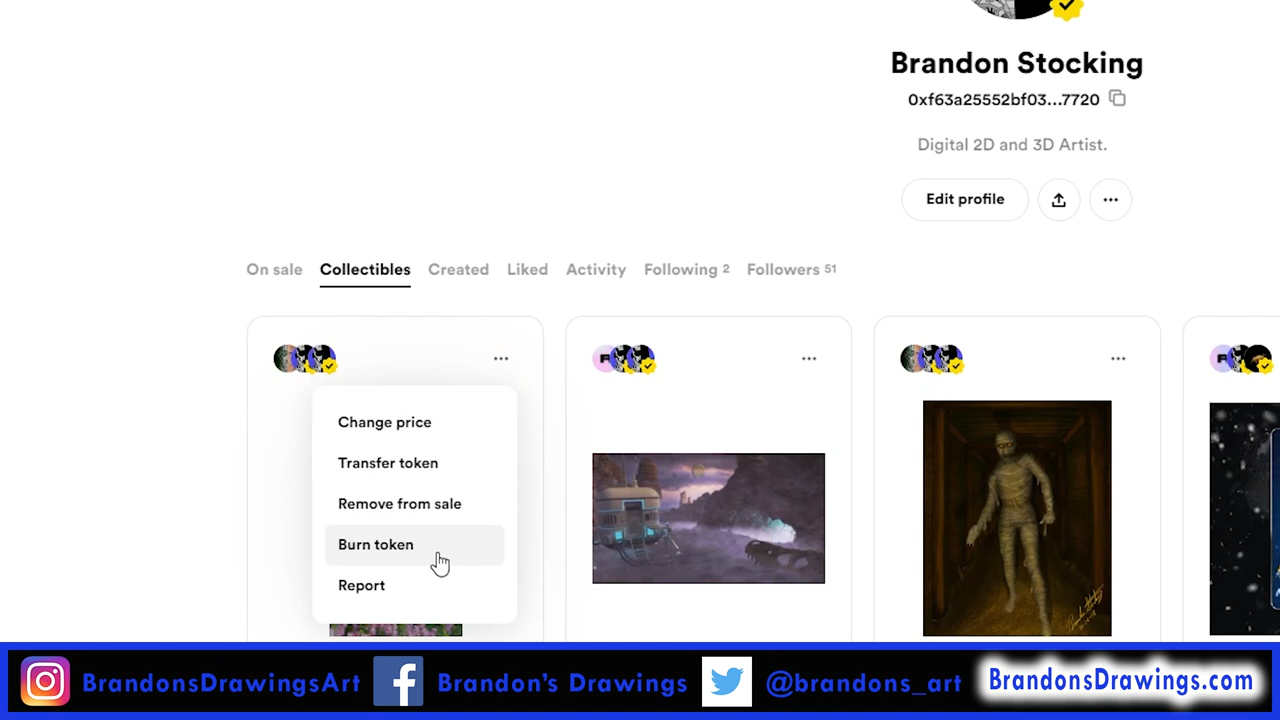 Brandon Stocking
0xf63a25552bf03...7720
Digital 2D and 3D Artist.
Edit profile
On sale Collectibles Created Liked Activity Following 2 Followers 51
Change price
Transfer token
Remove from sale
Burn token
Report
BrandonsDrawingsArt Brandon's Drawings @brandons_art BrandonsDrawings.com